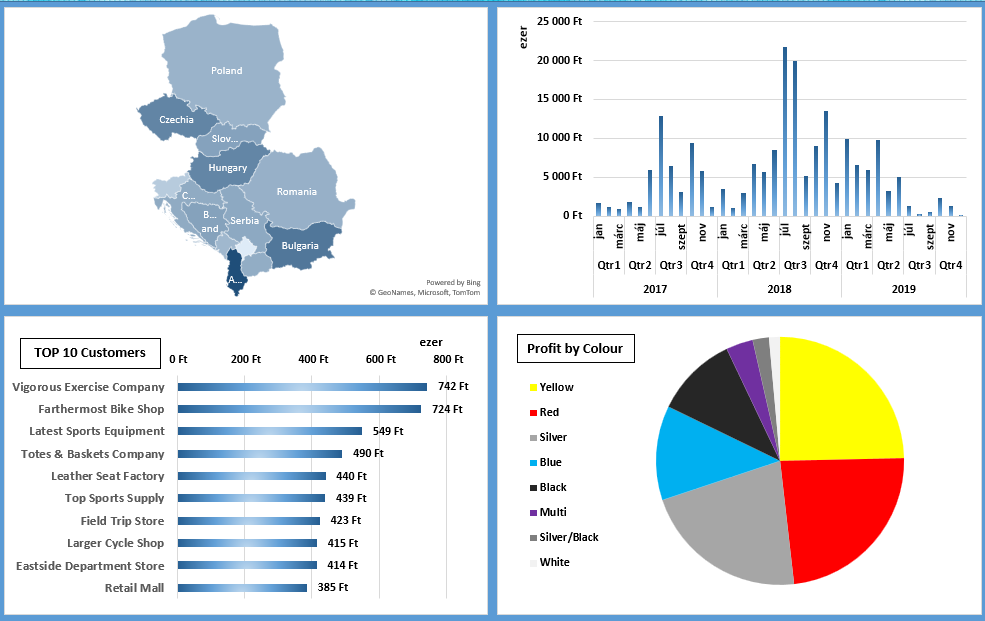 Poland
Czechia
Slov...
Hungary
Romania
C...
B...
and
Serbia
Bulgaria
A...
Powered by Bing
© GeoNames, Microsoft, TomTom
ezer
25 000 Ft
20 000 Ft
15 000 Ft
10 000 Ft
5 000 Ft
0 Ft
jan márc máj júl szept nov jan márc máj júl szept nov jan márc máj júl szept nov
Qtr1 Qtr2 Qtr3 Qtr4 Qtr1 Qtr2 Qtr3 Qtr4 Qtr1 Qtr2 Qtr3 Qtr4
2017 2018 2019
TOP 10 Customers
ezer
0 Ft 200 Ft 400 Ft 600 Ft 800 Ft
Vigorous Exercise Company 742 Ft
Farthermost Bike Shop 724 Ft
Latest Sports Equipment 549 Ft
Totes & Baskets Company 490 Ft
Leather Seat Factory 440 Ft
Top Sports Supply 439 Ft
Field Trip Store 423 Ft
Larger Cycle Shop 415 Ft
Eastside Department Store 414 Ft
Retail Mall 385 Ft
Profit by Colour
Yellow
Red
Silver
Blue
Black
Multi
Silver/Black
White